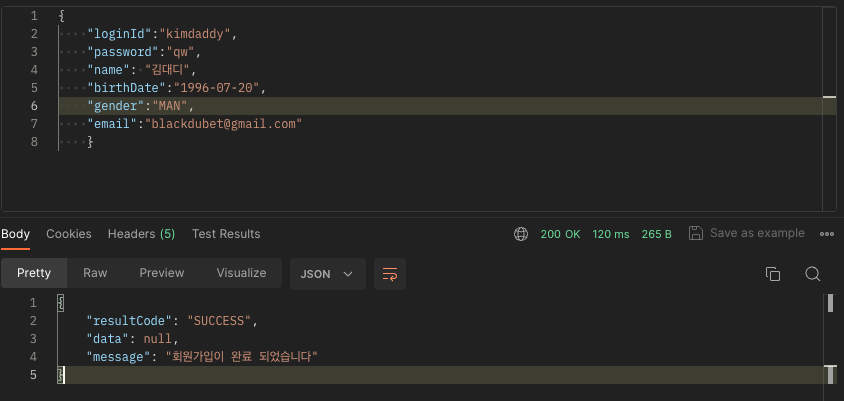 1 {
2 "loginId":"kimdaddy",
3 "password":"qw",
4 "name": "김대디",
5 "birthDate":"1996-07-20",
6 "gender":"MAN",
7 "email":"blackdubet@gmail.com"
8 }
Body Cookies Headers (5) Test Results 200 OK 120 ms 265 B Save as example
Pretty Raw Preview Visualize JSON
1 {
2 "resultCode": "SUCCESS",
3 "data": null,
4 "message": "회원가입이 완료 되었습니다"
5 }